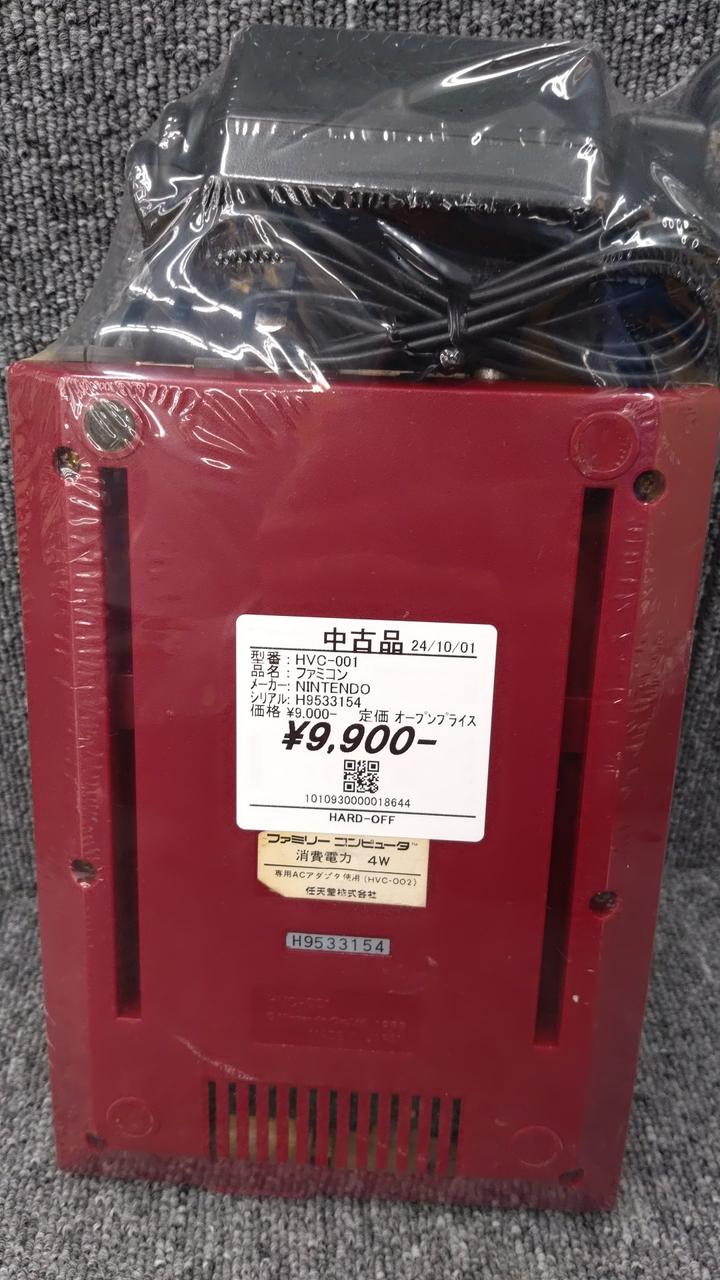 中古品 24/10/01
型番 : HVC-001
品名 : ファミコン
メーカー: NINTENDO
シリアル: H9533154
価格 ¥9,000- 定価 オープンプライス
¥9,900-
1010930000018644
HARD-OFF
ファミリー コンピュータ™
消費電力 4W
専用ACアダプタ使用 (HVC-002)
任天堂株式会社
H9533154
HVC-001